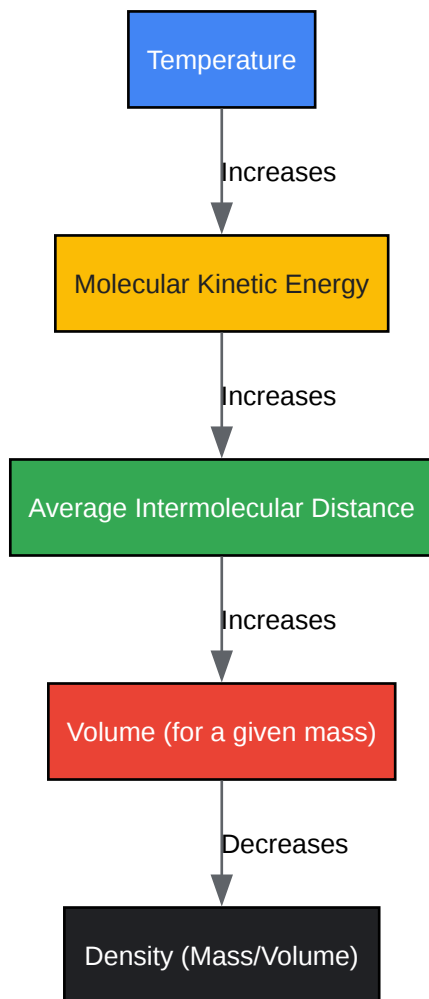 Temperature
Increases
Molecular Kinetic Energy
Increases
Average Intermolecular Distance
Increases
Volume (for a given mass)
Decreases
Density (Mass/Volume)